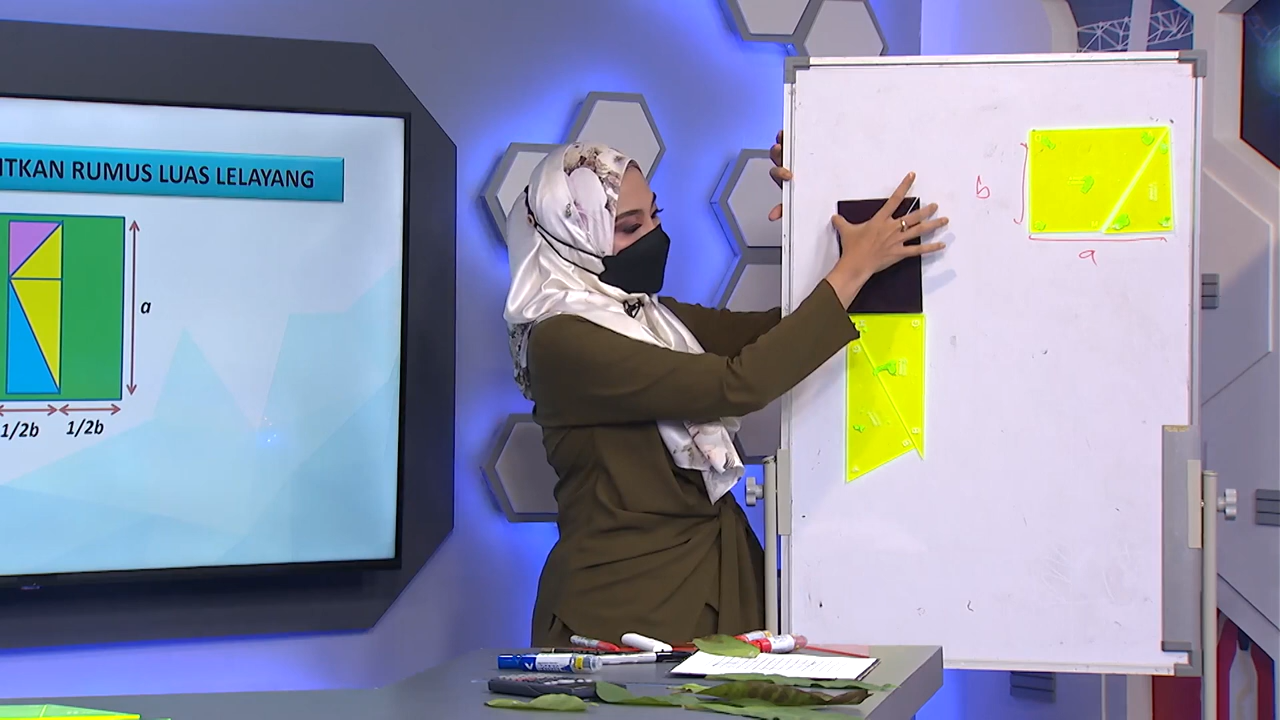 ITKAN RUMUS LUAS LELAYANG
a
1/2b
1/2b
b
a